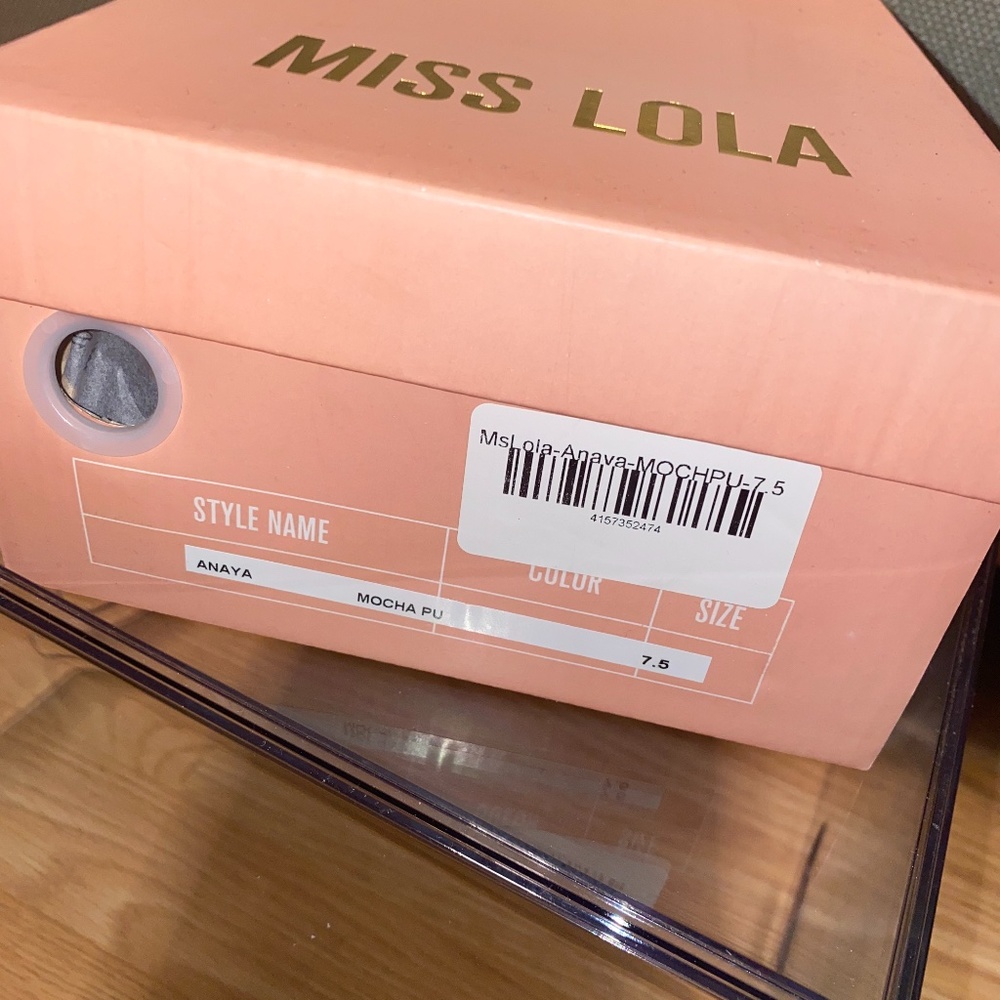 MISS LOLA
MsLola-Anaya-MOCHPU-7.5
4157352474
STYLE NAME
COLOR
SIZE
ANAYA
MOCHA PU
7.5